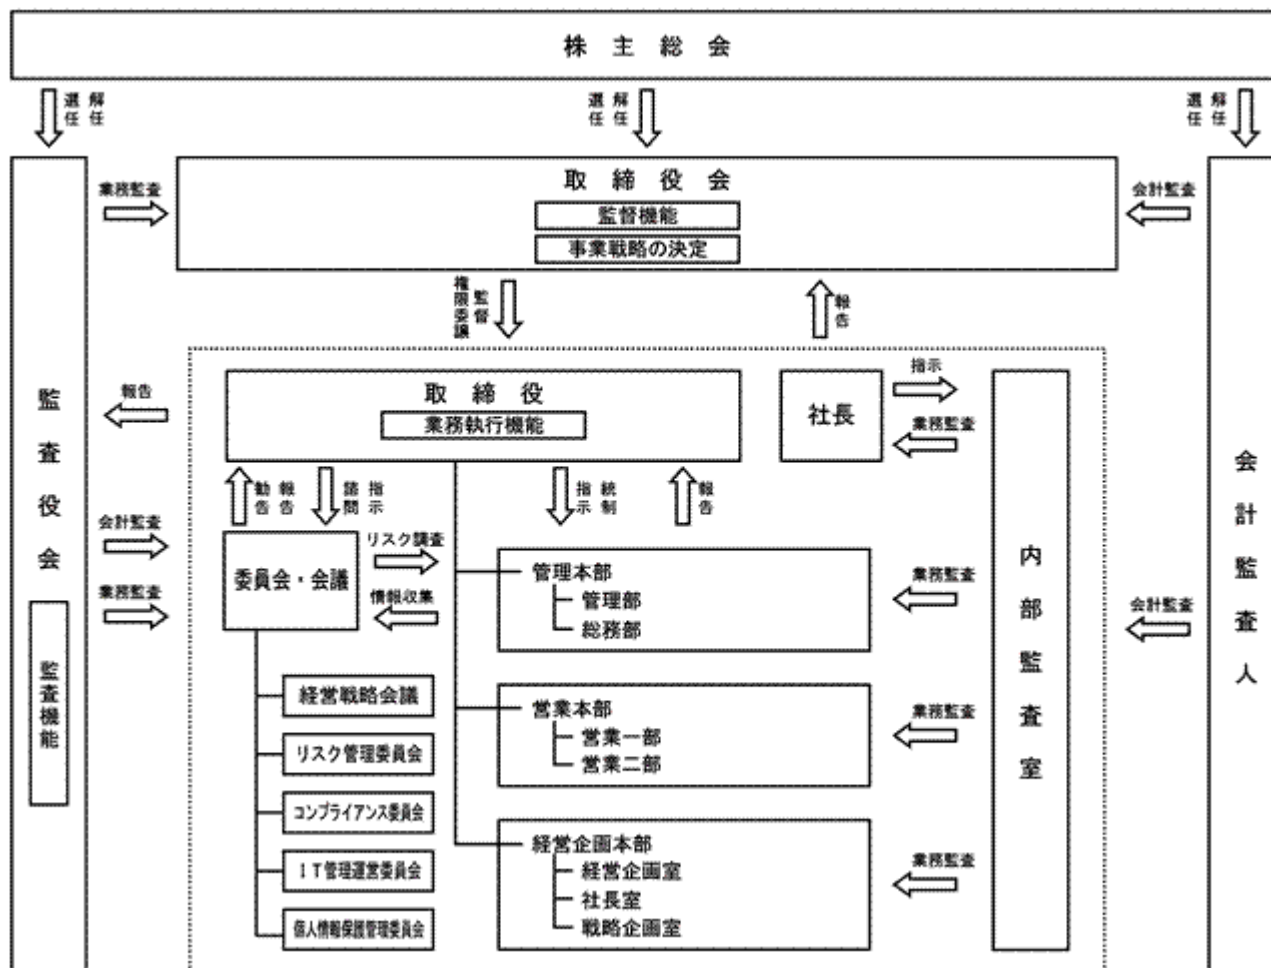 株主総会
選任
解任
選任
解任
選任
解任
取締役会
監督機能
事業戦略の決定
業務監査
会計監査
権限委譲
監督
報告
監査役会
監査機能
報告
会計監査
業務監査
取締役
業務執行機能
社長
指示
業務監査
内部監査室
会計監査人
会計監査
勧告
報告
諮問
指示
指示
統制
報告
委員会・会議
リスク調査
情報収集
経営戦略会議
リスク管理委員会
コンプライアンス委員会
IT管理運営委員会
個人情報保護管理委員会
管理本部
管理部
総務部
業務監査
営業本部
営業一部
営業二部
業務監査
経営企画本部
経営企画室
社長室
戦略企画室
業務監査